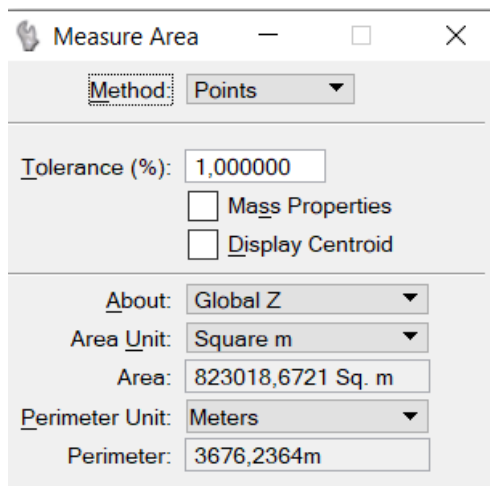 Measure Area
Method: Points
Tolerance (%): 1,000000
Mass Properties
Display Centroid
About: Global Z
Area Unit: Square m
Area: 823018,6721 Sq. m
Perimeter Unit: Meters
Perimeter: 3676,2364m